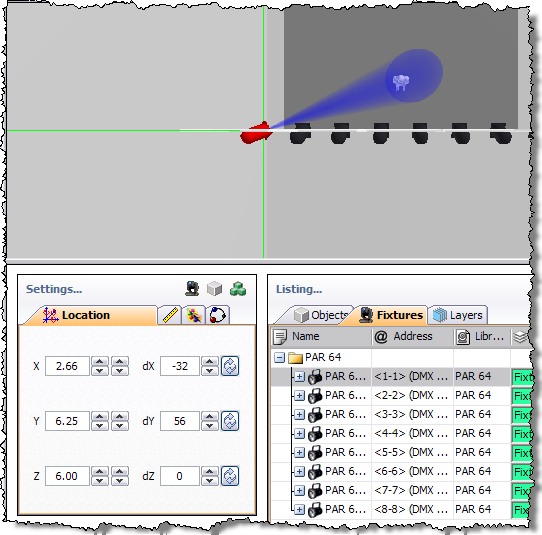 Settings...
Location
X 2.66 dX -32
Y 6.25 dY 56
Z 6.00 dZ 0
Listing...
Objects Fixtures Layers
Name @ Address Libr...
PAR 64
PAR 6... <1-1> (DMX ... PAR 64 Fixt
PAR 6... <2-2> (DMX ... PAR 64 Fixt
PAR 6... <3-3> (DMX ... PAR 64 Fixt
PAR 6... <4-4> (DMX ... PAR 64 Fixt
PAR 6... <5-5> (DMX ... PAR 64 Fixt
PAR 6... <6-6> (DMX ... PAR 64 Fixt
PAR 6... <7-7> (DMX ... PAR 64 Fixt
PAR 6... <8-8> (DMX ... PAR 64 Fixt